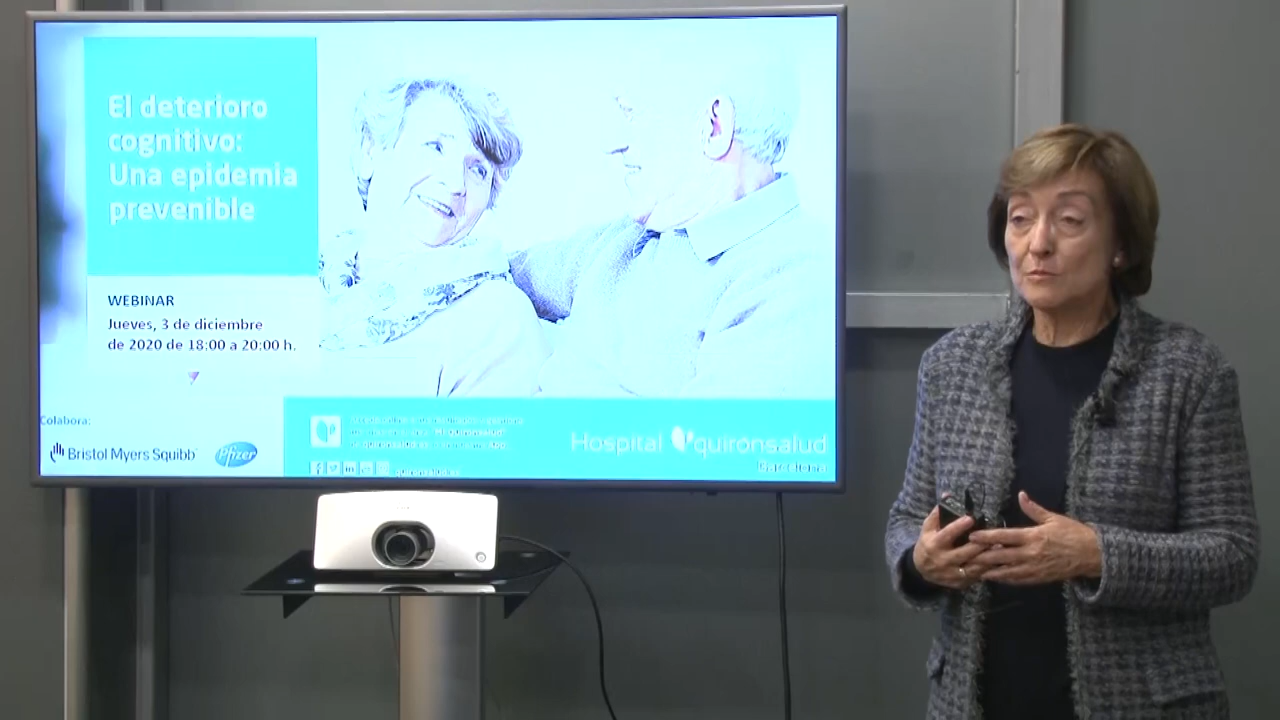 El deterioro
cognitivo:
Una epidemia
prevenible
WEBINAR
Jueves, 3 de diciembre
de 2020 de 18:00 a 20:00 h.
Colabora:
Bristol Myers Squibb
Pfizer
Hospital quirónsalud
Barcelona